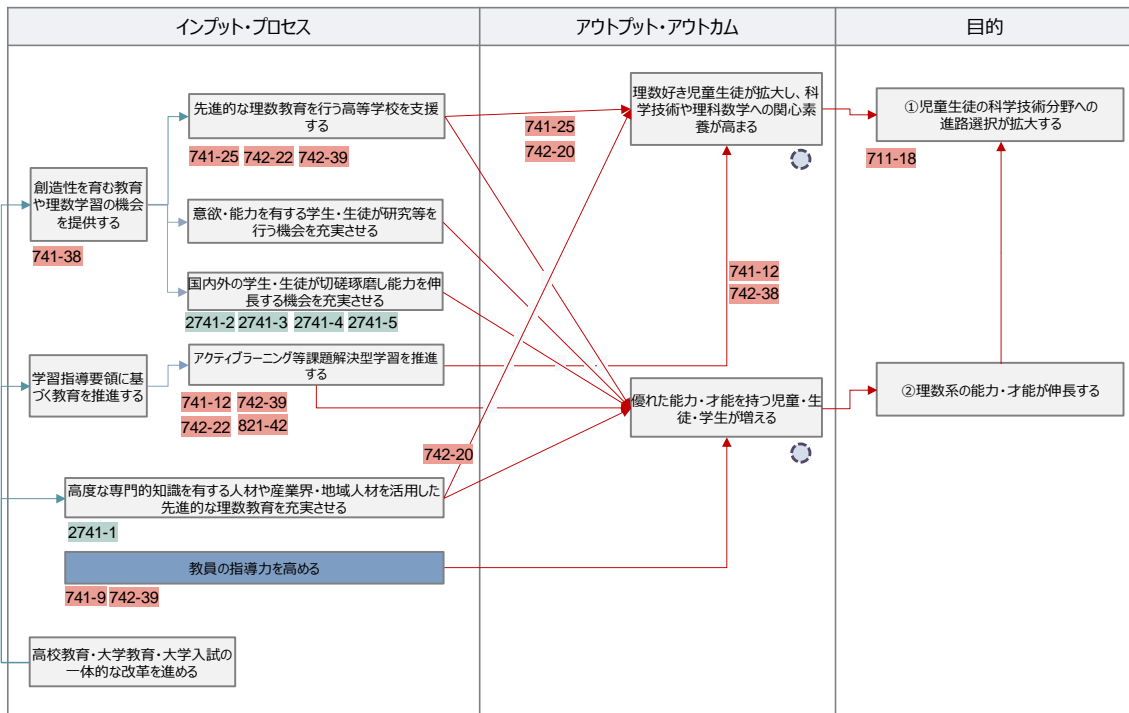 インプット・プロセス
アウトプット・アウトカム
目的
先進的な理数教育を行う高等学校を支援
する
741-25 742-22 742-39
創造性を育む教育
や理数学習の機会
を提供する
741-38
意欲・能力を有する学生・生徒が研究等を
行う機会を充実させる
国内外の学生・生徒が切磋琢磨し能力を伸
長する機会を充実させる
2741-2 2741-3 2741-4 2741-5
学習指導要領に基
づく教育を推進する
アクティブラーニング等課題解決型学習を推進
する
741-12 742-39
742-22 821-42
高度な専門的知識を有する人材や産業界・地域人材を活用した
先進的な理数教育を充実させる
2741-1
教員の指導力を高める
741-9 742-39
高校教育・大学教育・大学入試の
一体的な改革を進める
741-25
742-20
742-20
理数好き児童生徒が拡大し、科
学技術や理科数学への関心素
養が高まる
741-12
742-38
優れた能力・才能を持つ児童・生
徒・学生が増える
①児童生徒の科学技術分野への
進路選択が拡大する
711-18
②理数系の能力・才能が伸長する